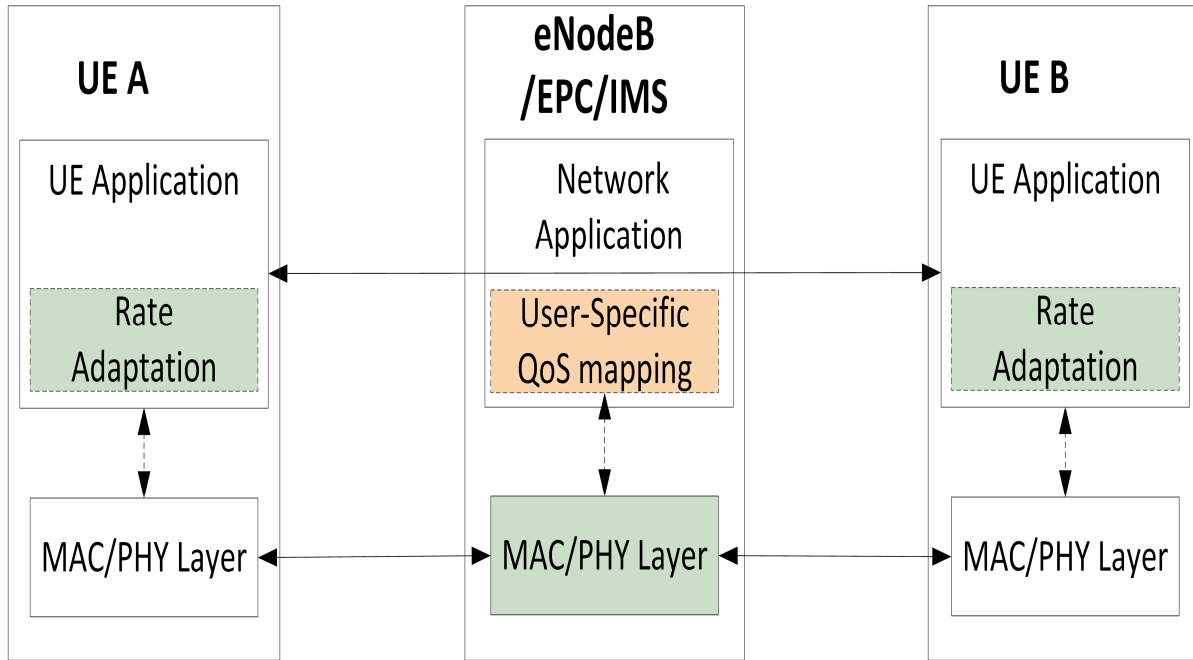 UE A
UE Application
Rate
Adaptation
MAC/PHY Layer
eNodeB
/EPC/IMS
Network
Application
User-Specific
QoS mapping
MAC/PHY Layer
UE B
UE Application
Rate
Adaptation
MAC/PHY Layer